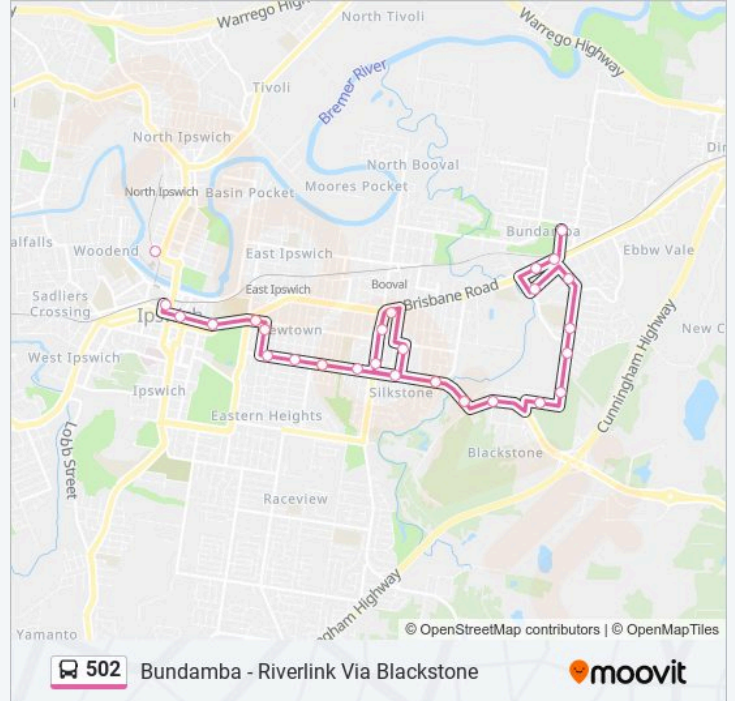 Warrego High
North Tivoli
Warrego Highway
Tivoli
Bremer River
North Ipswich
North Booval
Din
North Ipswich
Basin Pocket
Moores Pocket
Bundamba
alfalls
Woodend
East Ipswich
Ebbw Vale
East Ipswich
Booval
Brisbane Road
Sadliers
Crossing
Ipswich
Newtown
New C
West Ipswich
Ipswich
Silkstone
Cunningham Highway
Eastern Heights
Lobb Street
Blackstone
Raceview
ngham Highway
Yamanto
© OpenStreetMap contributors | © OpenMapTiles
502
Bundamba - Riverlink Via Blackstone
moovit